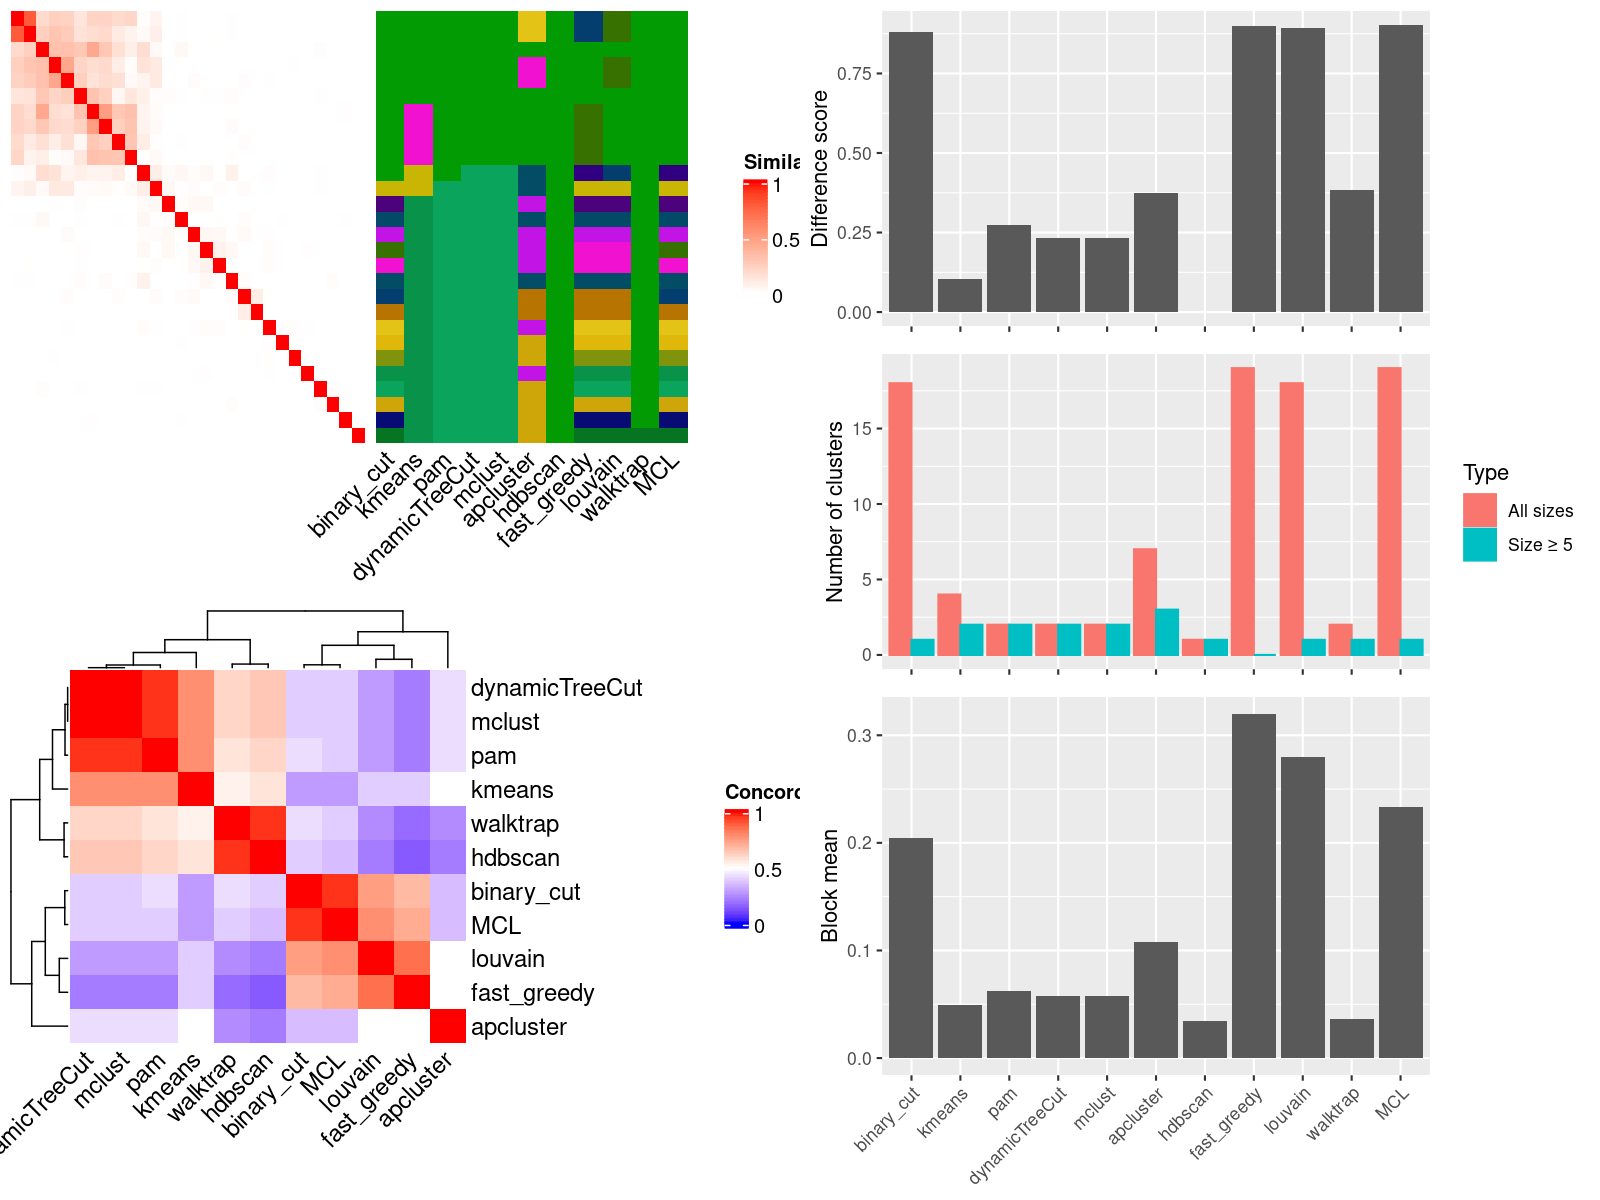 Simila
1
0.5
0
binary_cut
kmeans
pam
dynamicTreeCut
mclust
apcluster
hdbscan
fast_greedy
louvain
walktrap
MCL
dynamicTreeCut
mclust
pam
kmeans
walktrap
hdbscan
binary_cut
MCL
louvain
fast_greedy
apcluster
Concord
1
0.5
0
amicTreeCut
mclust
pam
kmeans
walktrap
hdbscan
binary_cut
MCL
louvain
fast_greedy
apcluster
Difference score
0.75
0.50
0.25
0.00
Number of clusters
15
10
5
0
Type
All sizes
Size ≥ 5
Block mean
0.3
0.2
0.1
0.0
binary_cut
kmeans
pam
dynamicTreeCut
mclust
apcluster
hdbscan
fast_greedy
louvain
walktrap
MCL